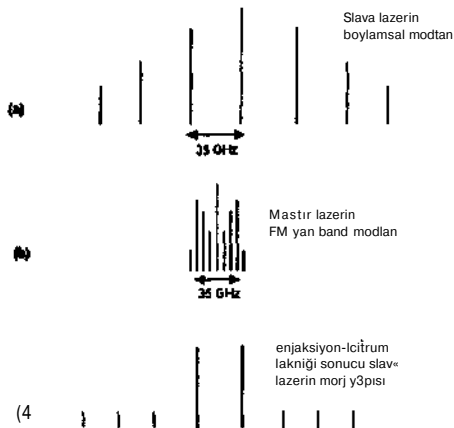 Slava lazerin
boylamsal modtan
(a)
35 GHz
Mastır lazerin
FM yan band modlan
(b)
35 GHz
enjaksiyon-lcitrum
lakniği sonucu slav«
lazerin morj y3pısı
(4